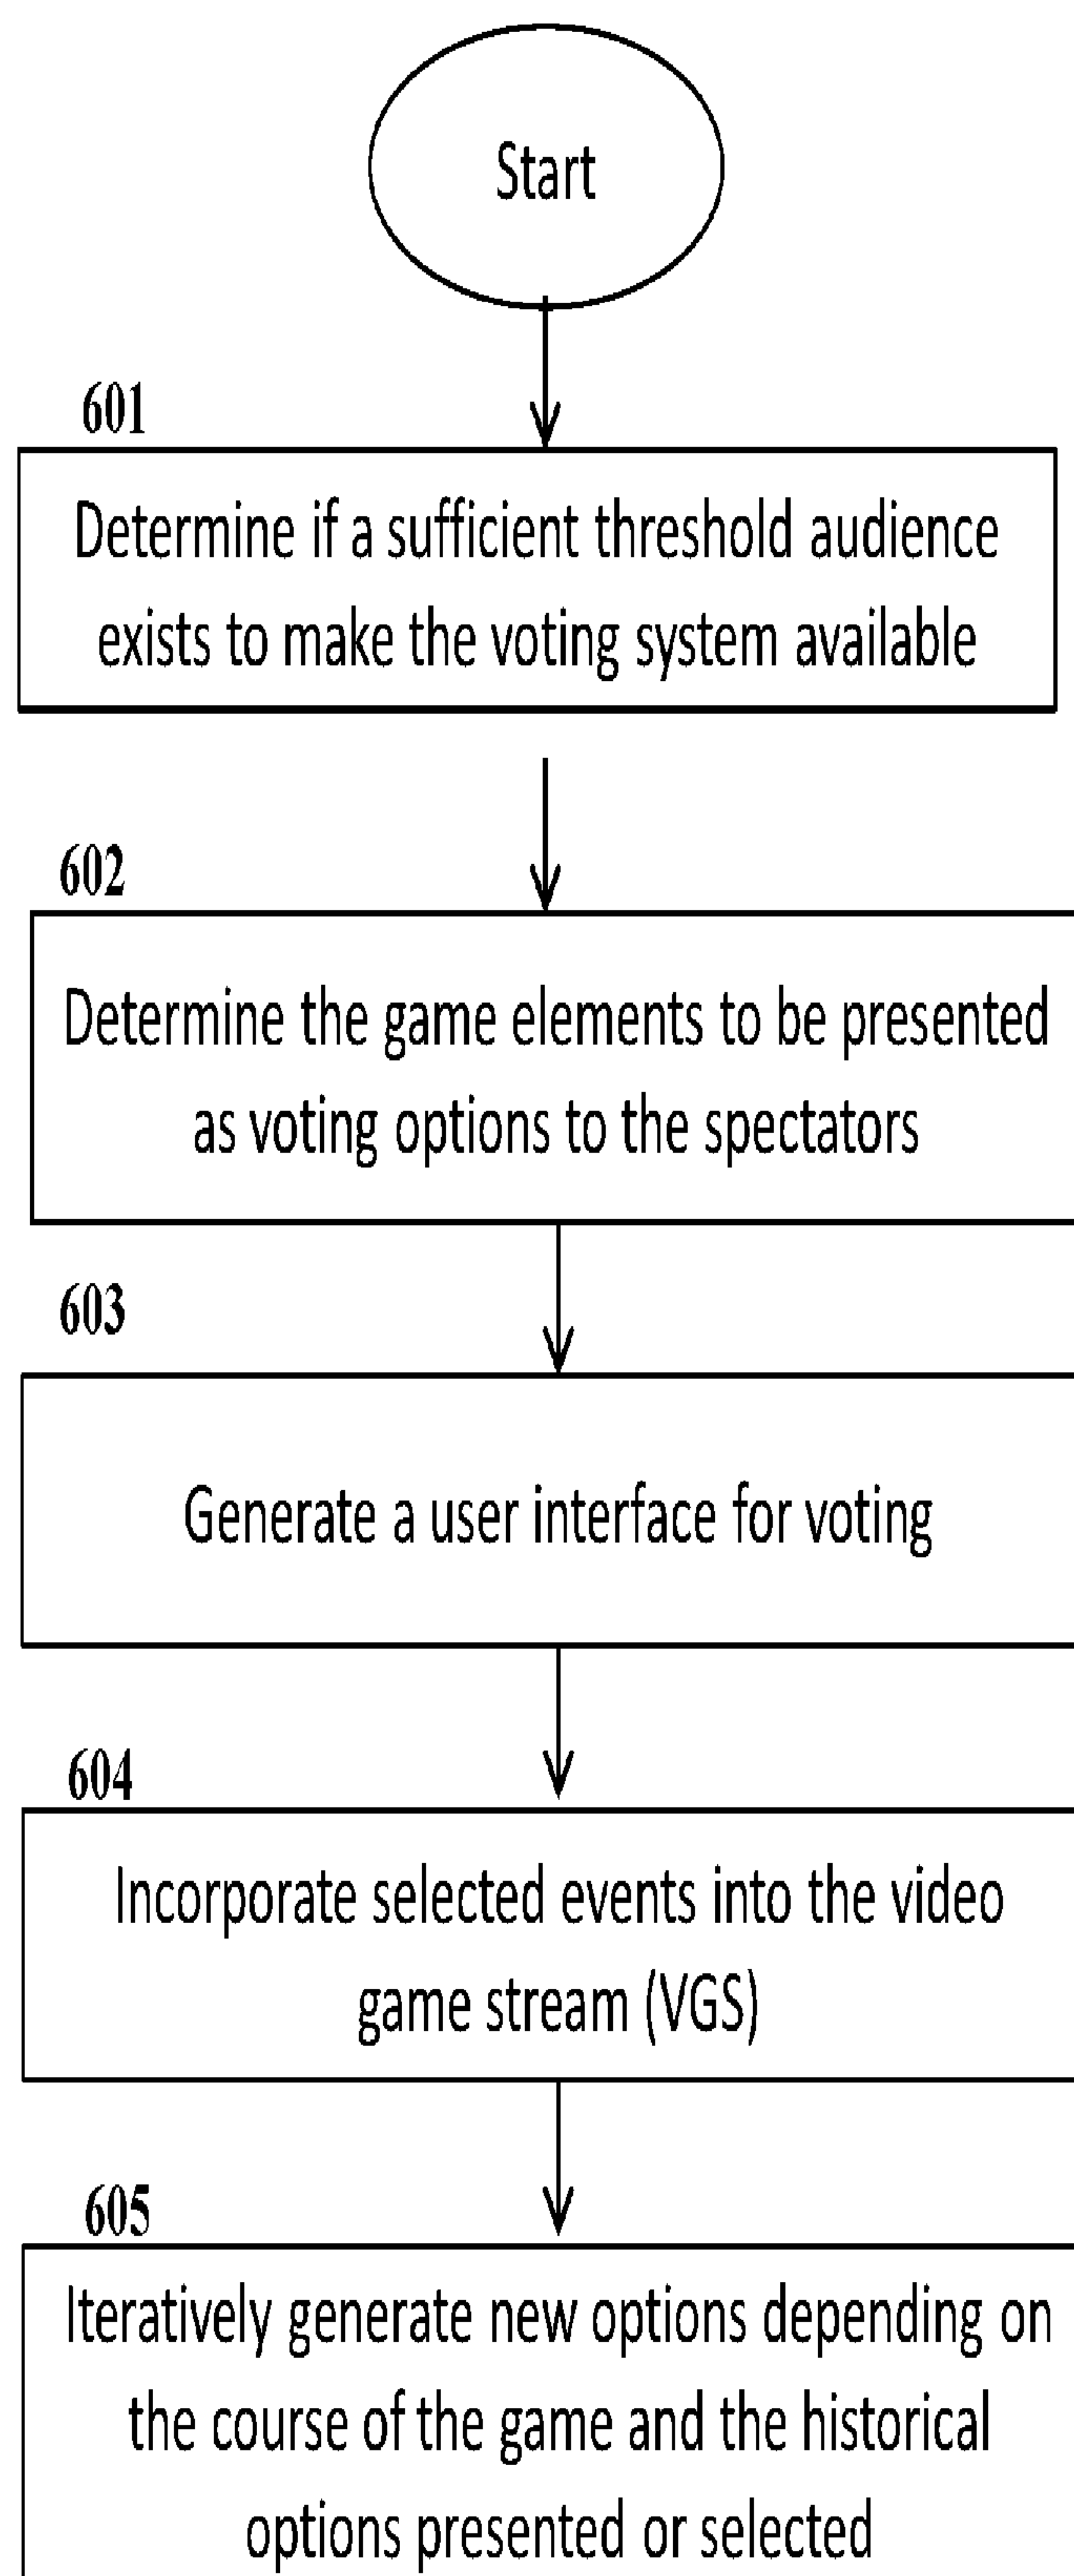 Start
601
Determine if a sufficient threshold audience
exists to make the voting system available
602
Determine the game elements to be presented
as voting options to the spectators
603
Generate a user interface for voting
604
Incorporate selected events into the video
game stream (VGS)
605
Iteratively generate new options depending on
the course of the game and the historical
options presented or selected